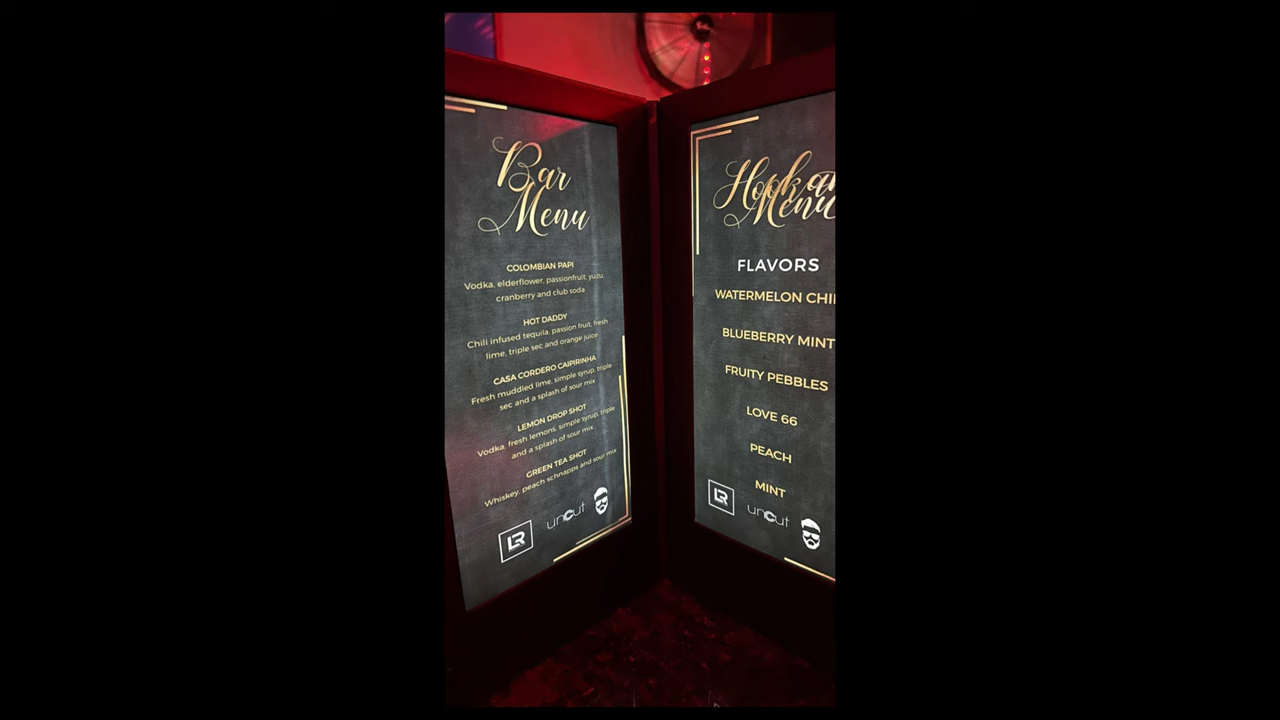 Bar
Menu
COLOMBIAN PAPI
Vodka, elderflower, passionfruit, yuzu,
cranberry and club soda
HOT DADDY
Chili infused tequila, passion fruit, fresh
lime, triple sec and orange juice
CASA CORDERO CAIPIRINHA
Fresh muddled lime, simple syrup, triple
sec and a splash of sour mix
LEMON DROP SHOT
Vodka, fresh lemons, simple syrup, triple
and a splash of sour mix
GREEN TEA SHOT
Whiskey, peach schnapps and sour mix
LR
uncut
Hookah
Menu
FLAVORS
WATERMELON CHI
BLUEBERRY MINT
FRUITY PEBBLES
LOVE 66
PEACH
MINT
LR
uncut